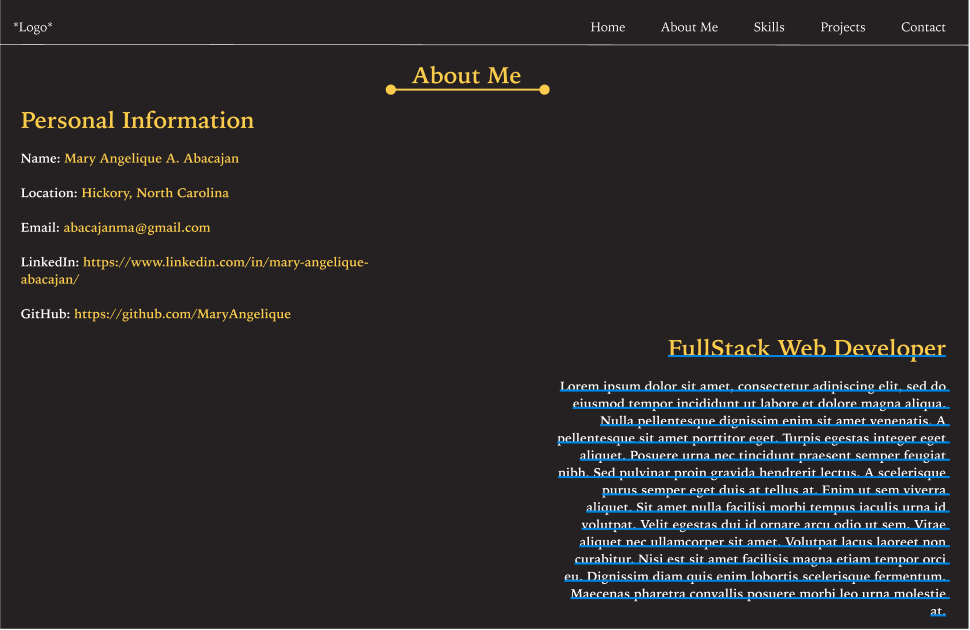 *Logo*
Home About Me Skills Projects Contact
About Me
Personal Information
Name: Mary Angelique A. Abacajan
Location: Hickory, North Carolina
Email: abacajanma@gmail.com
LinkedIn: https://www.linkedin.com/in/mary-angelique-
abacajan/
GitHub: https://github.com/MaryAngelique
FullStack Web Developer
Lorem ipsum dolor sit amet, consectetur adipiscing elit, sed do
eiusmod tempor incididunt ut labore et dolore magna aliqua.
Nulla pellentesque dignissim enim sit amet venenatis. A
pellentesque sit amet porttitor eget. Turpis egestas integer eget
aliquet. Posuere urna nec tincidunt praesent semper feugiat
nibh. Sed pulvinar proin gravida hendrerit lectus. A scelerisque
purus semper eget duis at tellus at. Enim ut sem viverra
aliquet. Sit amet nulla facilisi morbi tempus iaculis urna id
volutpat. Velit egestas dui id ornare arcu odio ut sem. Vitae
aliquet nec ullamcorper sit amet. Volutpat lacus laoreet non
curabitur. Nisi est sit amet facilisis magna etiam tempor orci
eu. Dignissim diam quis enim lobortis scelerisque fermentum.
Maecenas pharetra convallis posuere morbi leo urna molestie
at.